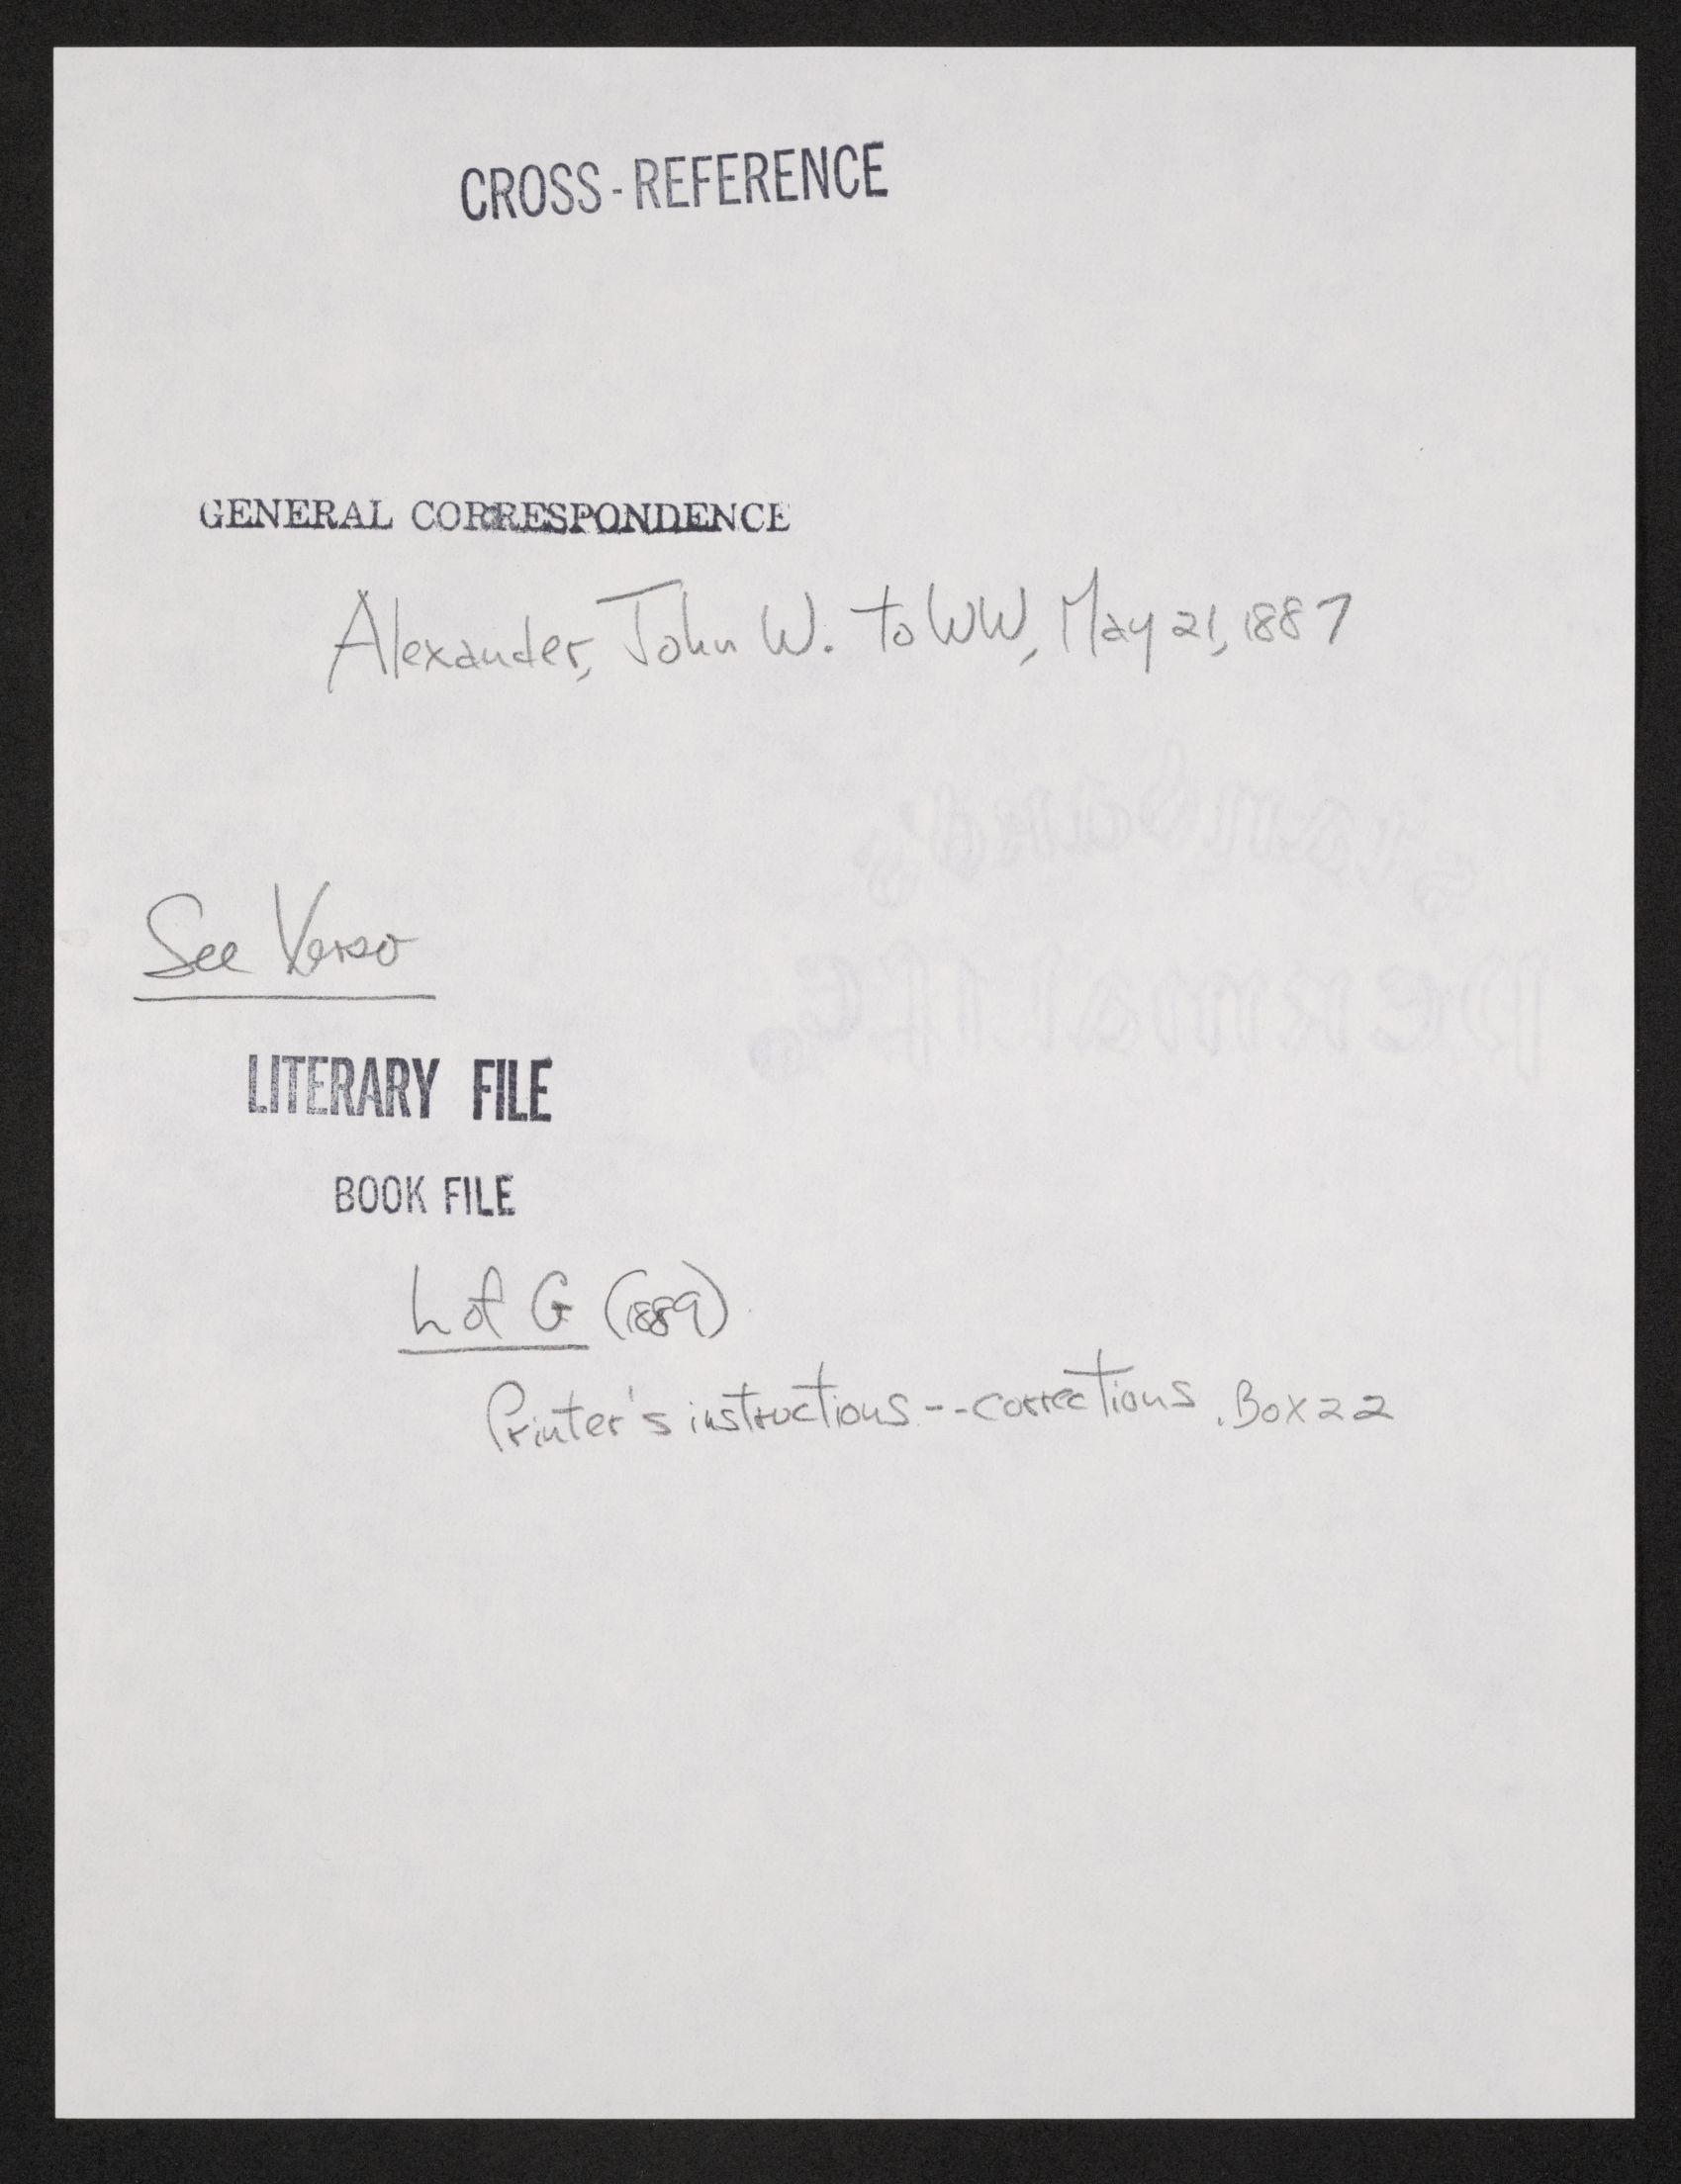 CROSS-REFERENCE
GENERAL CORRESPONDENCE
Alexander, John W. to WW, May 21, 1887
See Verso
LITERARY FILE
BOOK FILE
L of G (1889)
Printer's instructions--corrections. Box 22